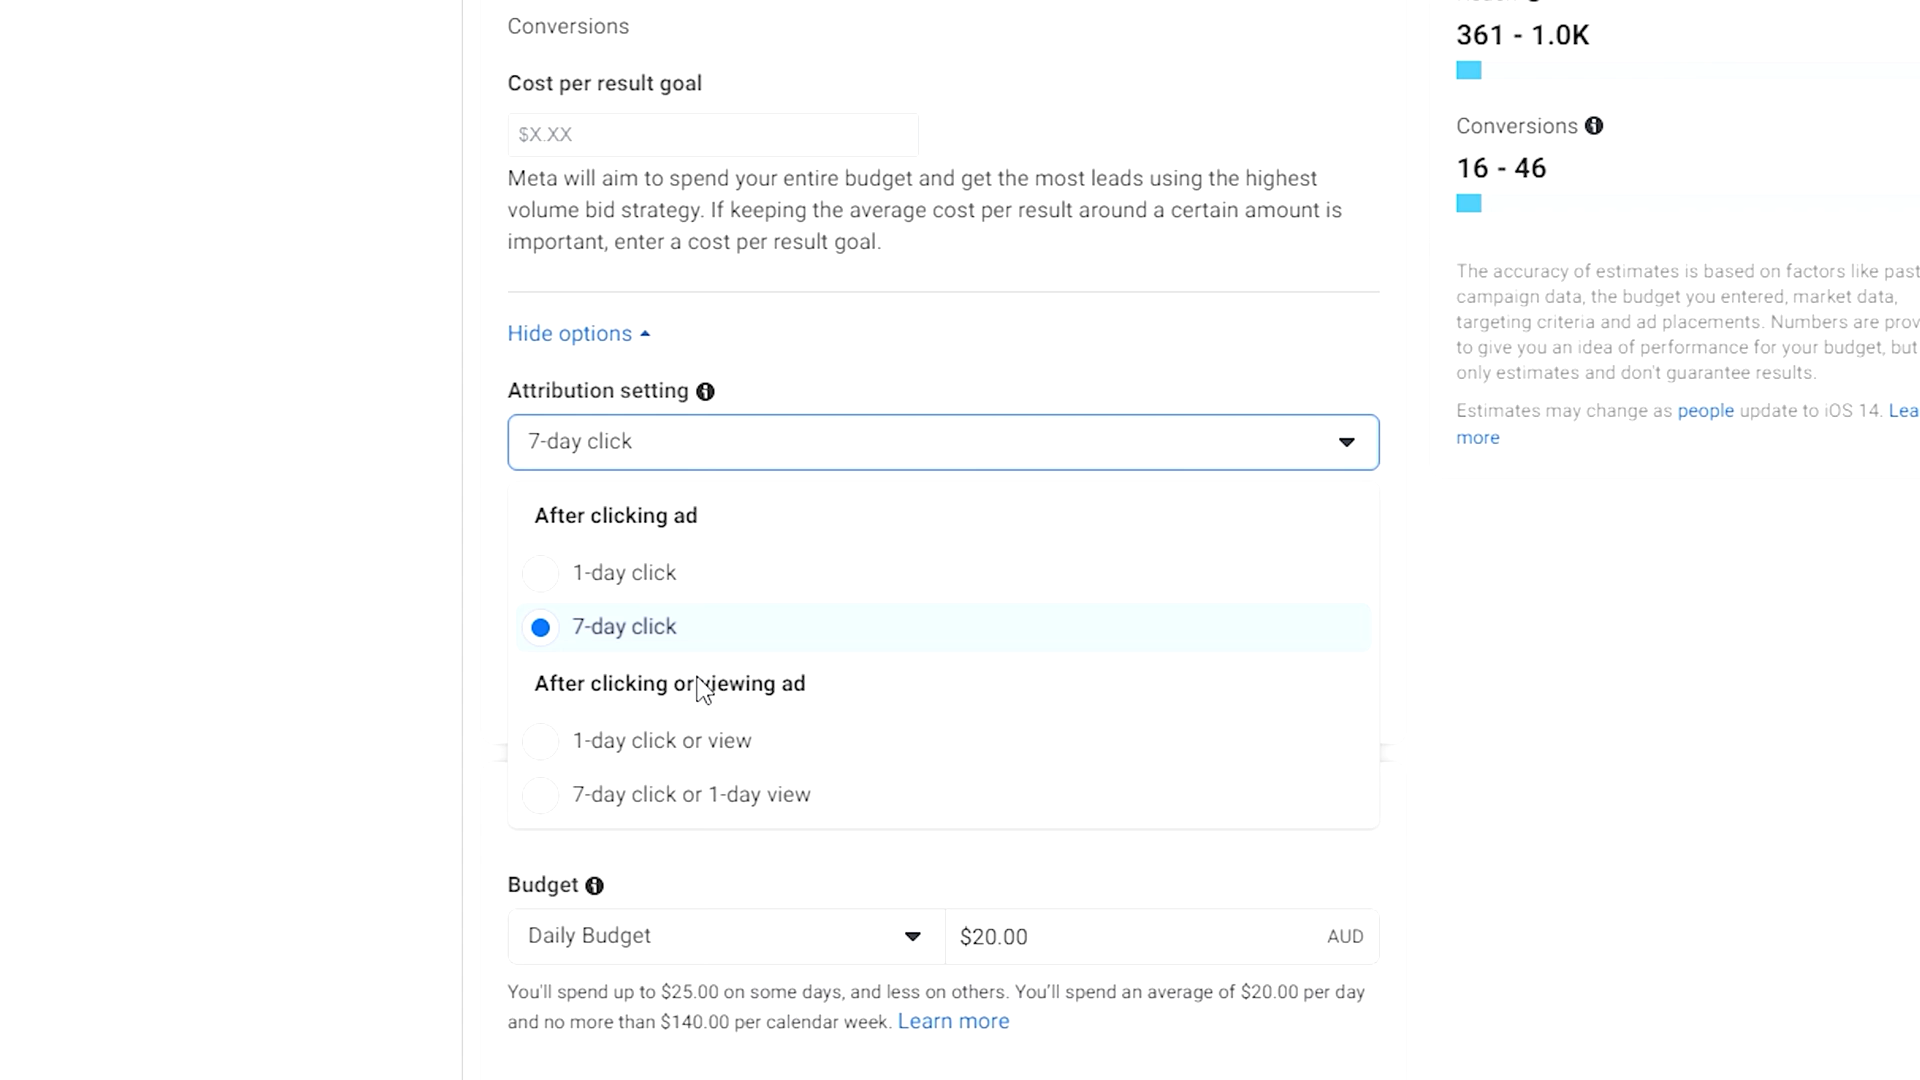 Conversions
Cost per result goal
$X.XX
Meta will aim to spend your entire budget and get the most leads using the highest
volume bid strategy. If keeping the average cost per result around a certain amount is
important, enter a cost per result goal.
Hide options
Attribution setting
7-day click
After clicking ad
1-day click
7-day click
After clicking or viewing ad
1-day click or view
7-day click or 1-day view
Budget
Daily Budget
$20.00
AUD
You'll spend up to $25.00 on some days, and less on others. You'll spend an average of $20.00 per day
and no more than $140.00 per calendar week. Learn more
361 - 1.0K
Conversions
16 - 46
The accuracy of estimates is based on factors like past
campaign data, the budget you entered, market data,
targeting criteria and ad placements. Numbers are prov
to give you an idea of performance for your budget, but
only estimates and don't guarantee results.
Estimates may change as people update to iOS 14. Lea
more